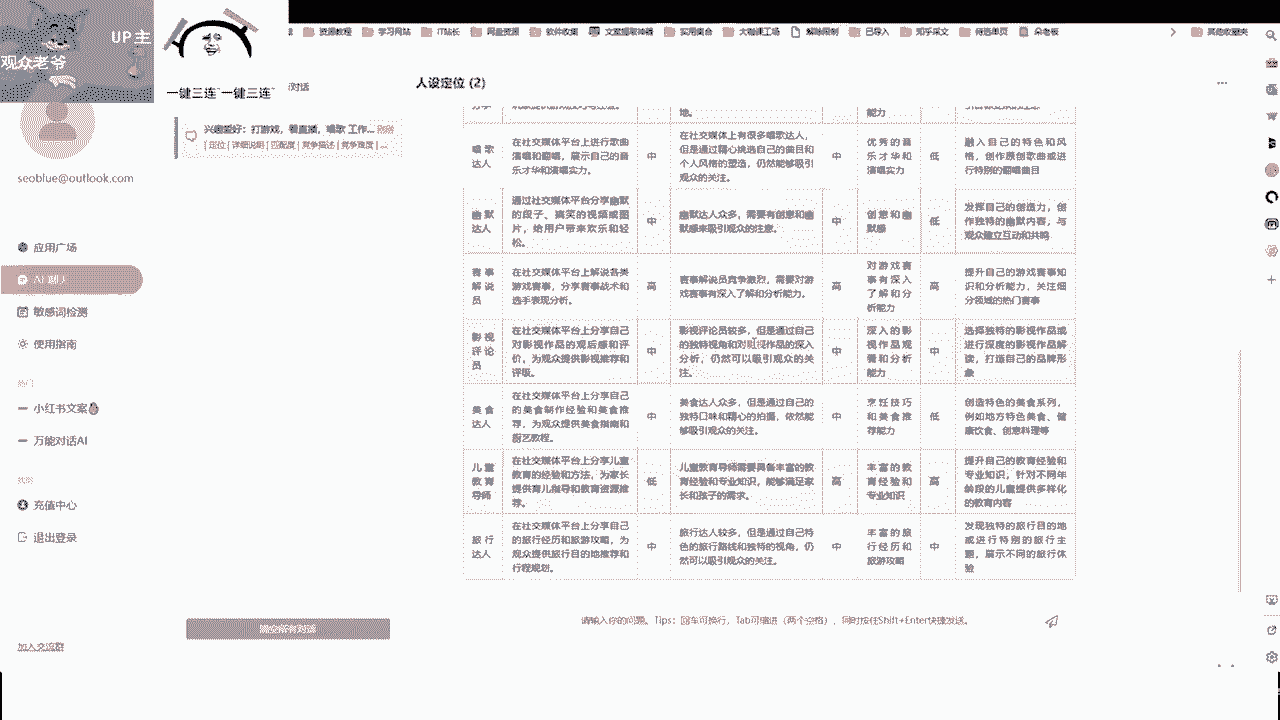 UP主
观众老爷
一键三连~一键三连~
资源教程
学习网站
IT站长
网盘资源
软件收藏
实用集合
大咖课工场
解除限制
已导入
知乎采文
其他收藏夹
人设定位 (2)
兴趣爱好：打游戏，看直播，唱歌 工作...
| 定位 | 详细说明 | 匹配度 | 竞争描述 | 竞争难度 | ...
seoblue@outlook.com
应用广场
敏感词检测
使用指南
热门
小红书文案
万能对话AI
充值中心
退出登录
加入交流群
清空所有对话
地。
能力
唱歌达人
在社交媒体平台上进行歌曲演唱和翻唱，展示自己的音乐才华和演唱实力。
中
在社交媒体上有很多唱歌达人，但是通过精心挑选自己的曲目和个人风格的塑造，仍然能够吸引观众的关注。
中
优秀的音乐才华和演唱实力
低
融入自己的特色和风格，创作原创歌曲或进行特别的翻唱曲目
幽默达人
通过社交媒体平台分享幽默的段子、搞笑的视频或图片，给用户带来欢乐和轻松。
中
幽默达人众多，需要有创意和幽默感来吸引观众的注意。
中
创意和幽默感
低
发挥自己的创造力，创作独特的幽默内容，与观众建立互动和共鸣
赛事解说员
在社交媒体平台上解说各类游戏赛事，分享赛事战术和选手表现分析。
高
赛事解说员竞争激烈，需要对游戏赛事有深入了解和分析能力。
高
对游戏赛事有深入了解和分析能力
高
提升自己的游戏赛事知识和分析能力，关注细分领域的热门赛事
影视评论员
在社交媒体平台上分享自己对影视作品的观后感和评价，为观众提供影视推荐和评职。
中
影视评论员较多，但是通过自己的独特视角和对影视作品的深入分析，仍然可以吸引观众的关注。
中
深入的影视作品观看和分析能力
中
选择独特的影视作品或进行深度的影视作品解读，打造自己的品牌形象
美食达人
在社交媒体平台上分享自己的美食制作经验和美食推荐，为观众提供美食指南和厨艺教程。
中
美食达人众多，但是通过自己的独特口味和精心的拍摄，依然能够吸引观众的关注。
中
烹饪技巧和美食推荐能力
低
创造特色的美食系列，例如地方特色美食、健康饮食、创意料理等
儿童教育导师
在社交媒体平台上分享儿童教育的经验和方法，为家长提供育儿指导和教育资源推荐。
低
儿童教育导师需要具备丰富的教育经验和专业知识，能够满足家长和孩子的需求。
高
丰富的教育经验和专业知识
高
提升自己的教育经验和专业知识，针对不同年龄段的儿童提供多样化的教育内容
旅行达人
在社交媒体平台上分享自己的旅行经历和旅游攻略，为观众提供旅行目的地推荐和行程规划。
中
旅行达人较多，但是通过自己特色的旅行路线和独特的视角，仍然可以吸引观众的关注。
中
丰富的旅行经历和旅游攻略
中
发现独特的旅行目的地或进行特别的旅行主题，展示不同的旅行体验
请输入你的问题。Tips：回车可换行，Tab可缩进（两个空格），同时按住Shift+Enter快捷发送。